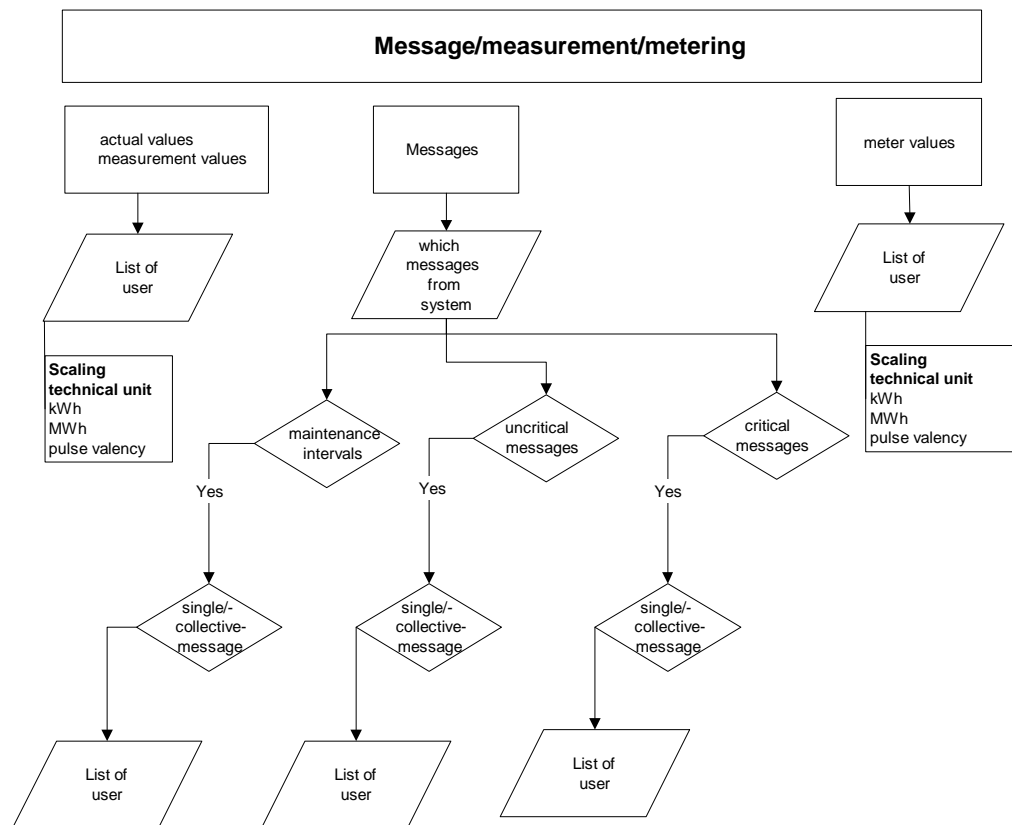 Message/measurement/metering
actual values
measurement values
Messages
meter values
List of
user
which
messages
from
system
List of
user
Scaling
technical unit
kWh
MWh
pulse valency
Scaling
technical unit
kWh
MWh
pulse valency
maintenance
intervals
uncritical
messages
critical
messages
Yes
Yes
Yes
single/-
collective-
message
single/-
collective-
message
single/-
collective-
message
List of
user
List of
user
List of
user